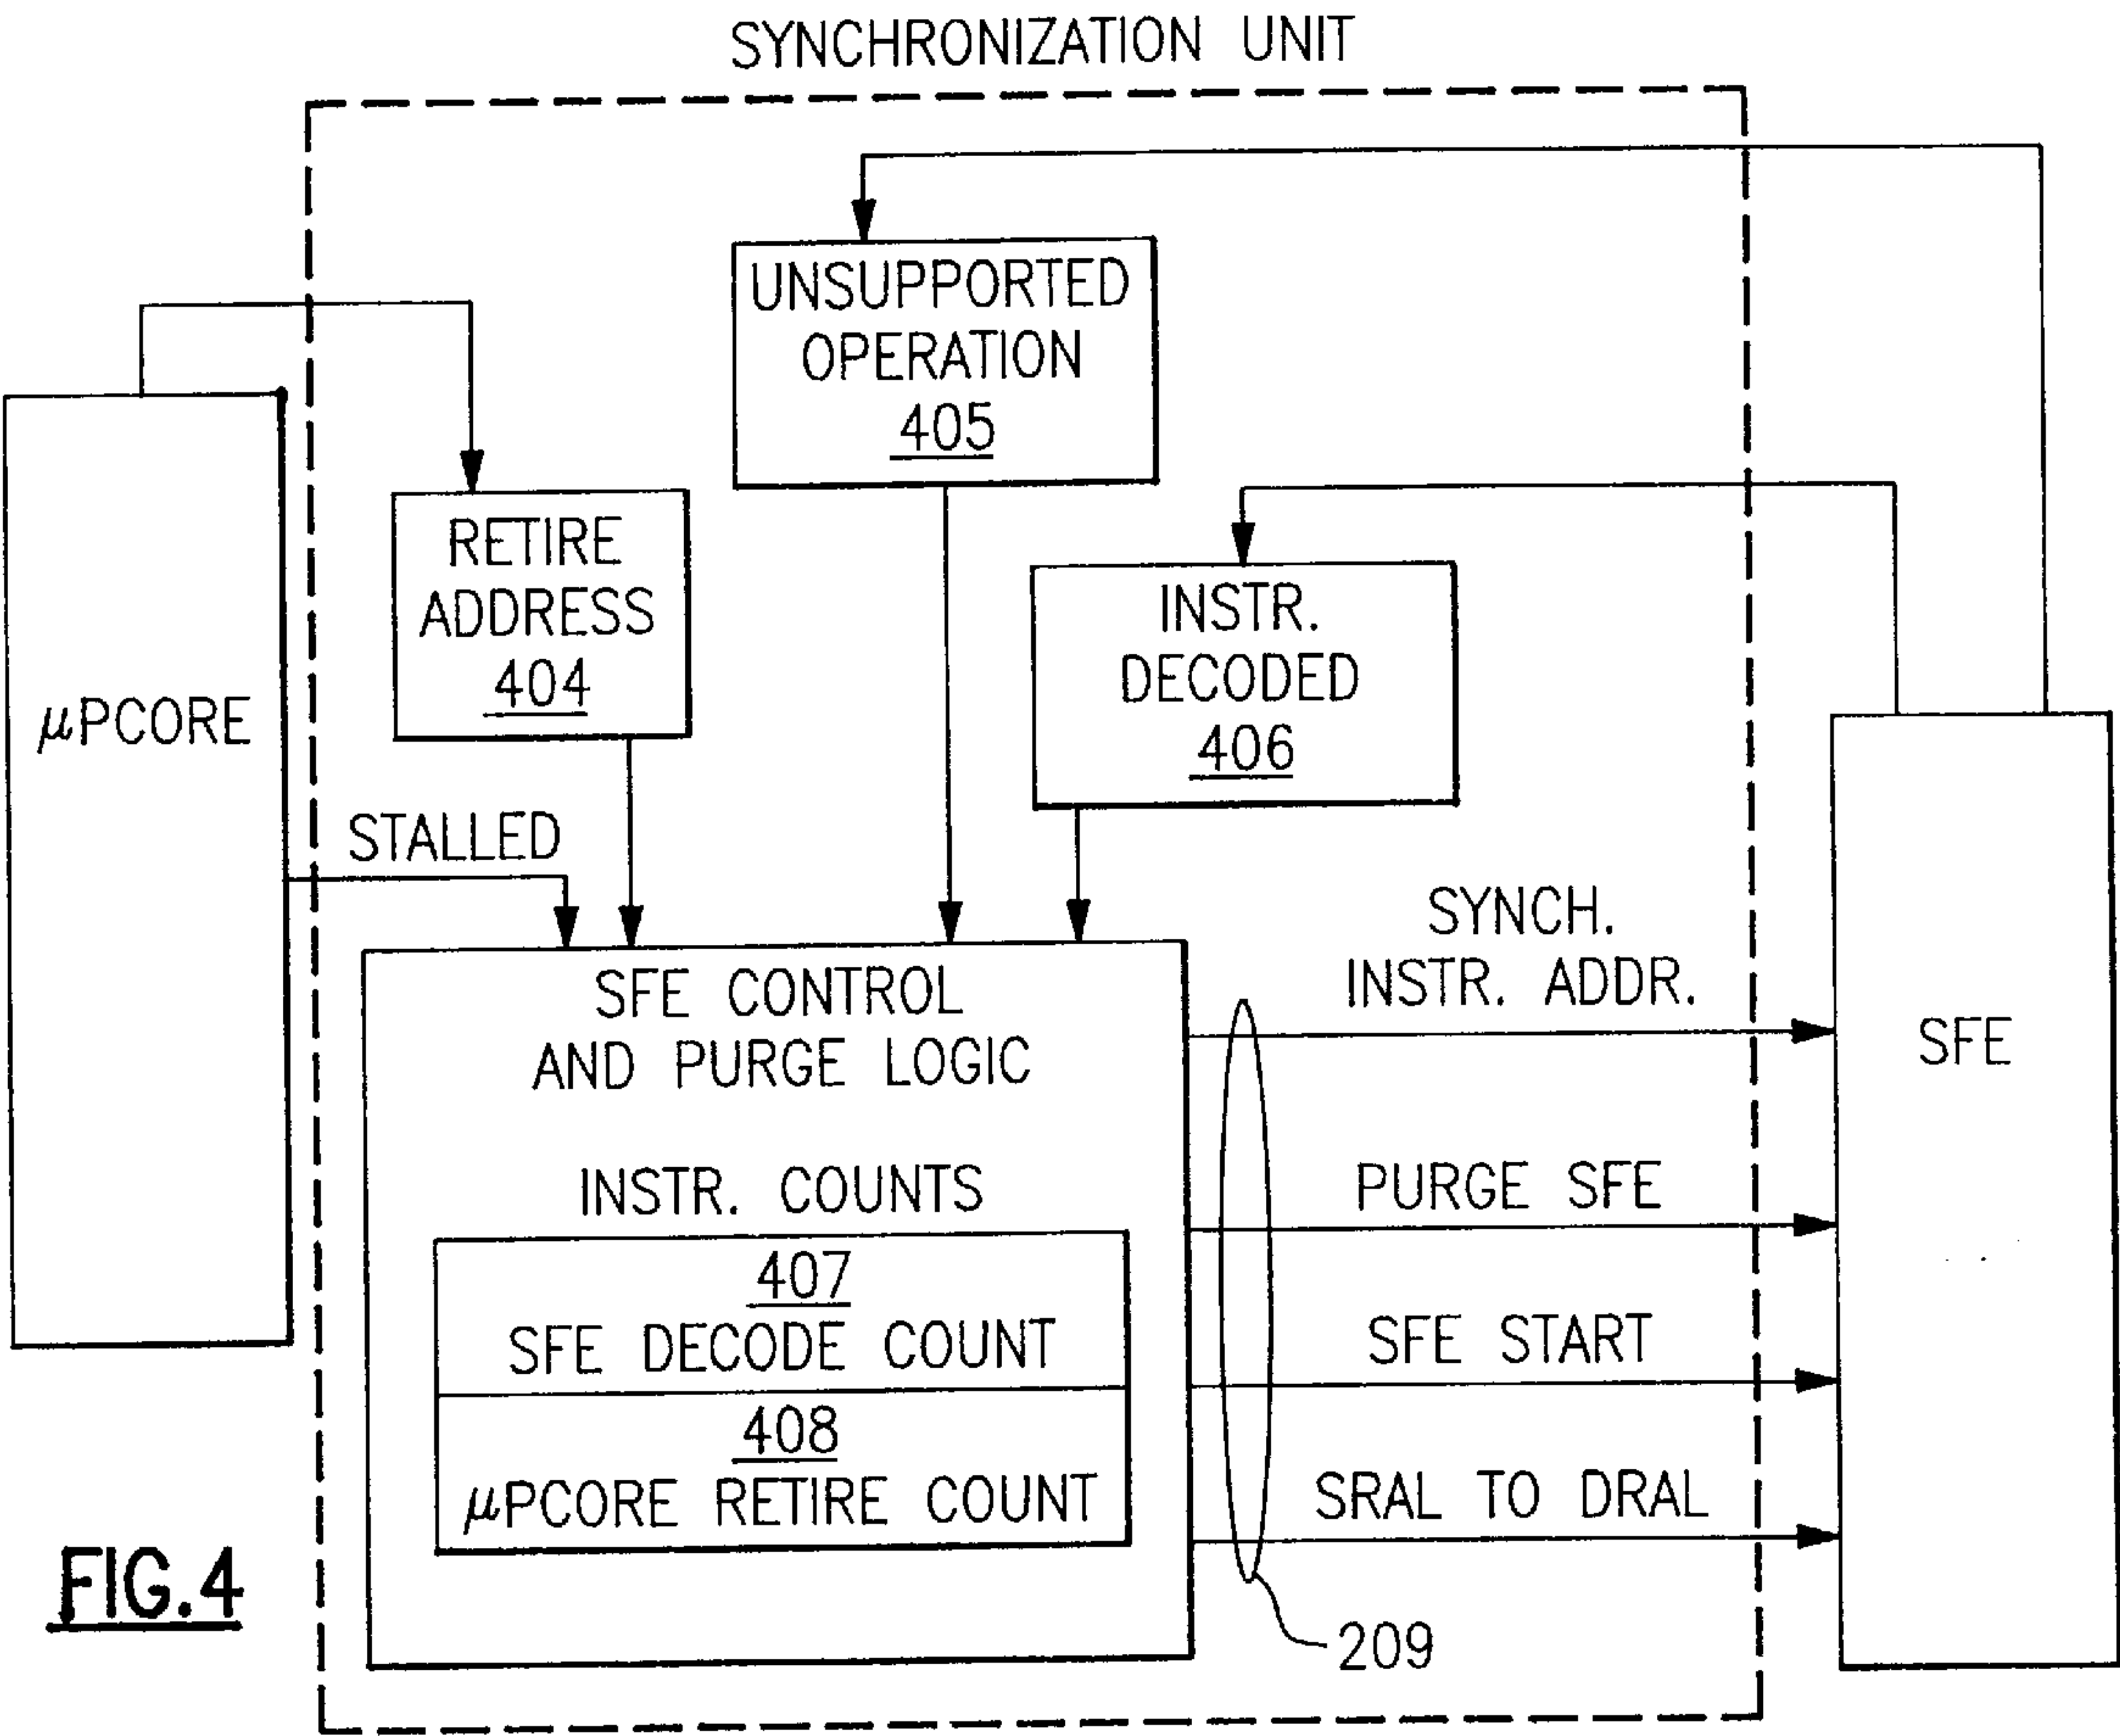 SYNCHRONIZATION UNIT
UNSUPPORTED
OPERATION
405
RETIRE
ADDRESS
404
INSTR.
DECODED
406
μPCORE
STALLED
SYNCH.
INSTR. ADDR.
SFE CONTROL
AND PURGE LOGIC
SFE
INSTR. COUNTS
PURGE SFE
407
SFE DECODE COUNT
SFE START
408
μPCORE RETIRE COUNT
SRAL TO DRAL
FIG.4
209